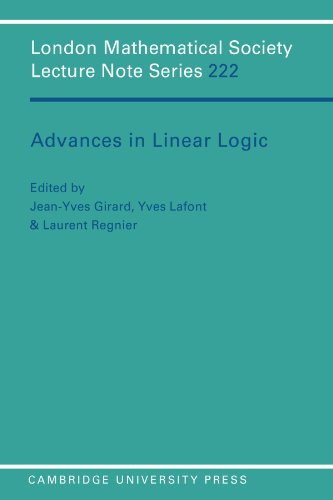 London Mathematical Society
Lecture Note Series 222
Advances in Linear Logic
Edited by
Jean-Yves Girard, Yves Lafont
& Laurent Regnier
CAMBRIDGE UNIVERSITY PRESS